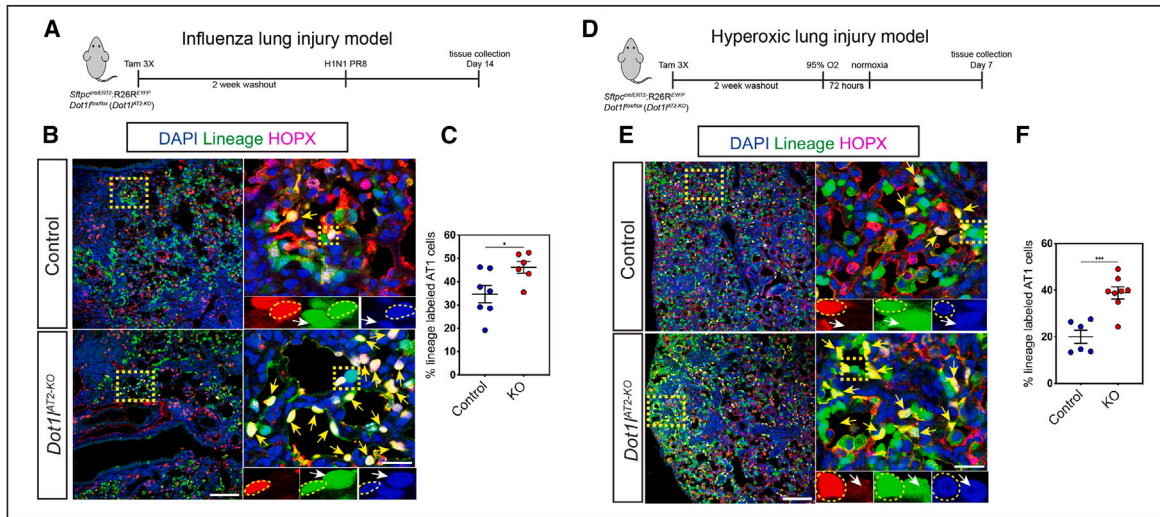 A
Influenza lung injury model
Tam 3X
H1N1 PR8
tissue collection
Day 14
2 week washout
Sftpc^creERT2:R26R^EYFP
Dot1l^flox/flox (Dot1l^AT2-KO)
B
DAPI Lineage HOPX
Control
Dot1l^AT2-KO
C
% lineage labeled AT1 cells
60
50
40
30
20
10
0
*
Control
KO
D
Hyperoxic lung injury model
Tam 3X
95% O2
normoxia
tissue collection
Day 7
2 week washout
72 hours
Sftpc^creERT2:R26R^EYFP
Dot1l^flox/flox (Dot1l^AT2-KO)
E
DAPI Lineage HOPX
Control
Dot1l^AT2-KO
F
% lineage labeled AT1 cells
60
40
20
0
***
Control
KO